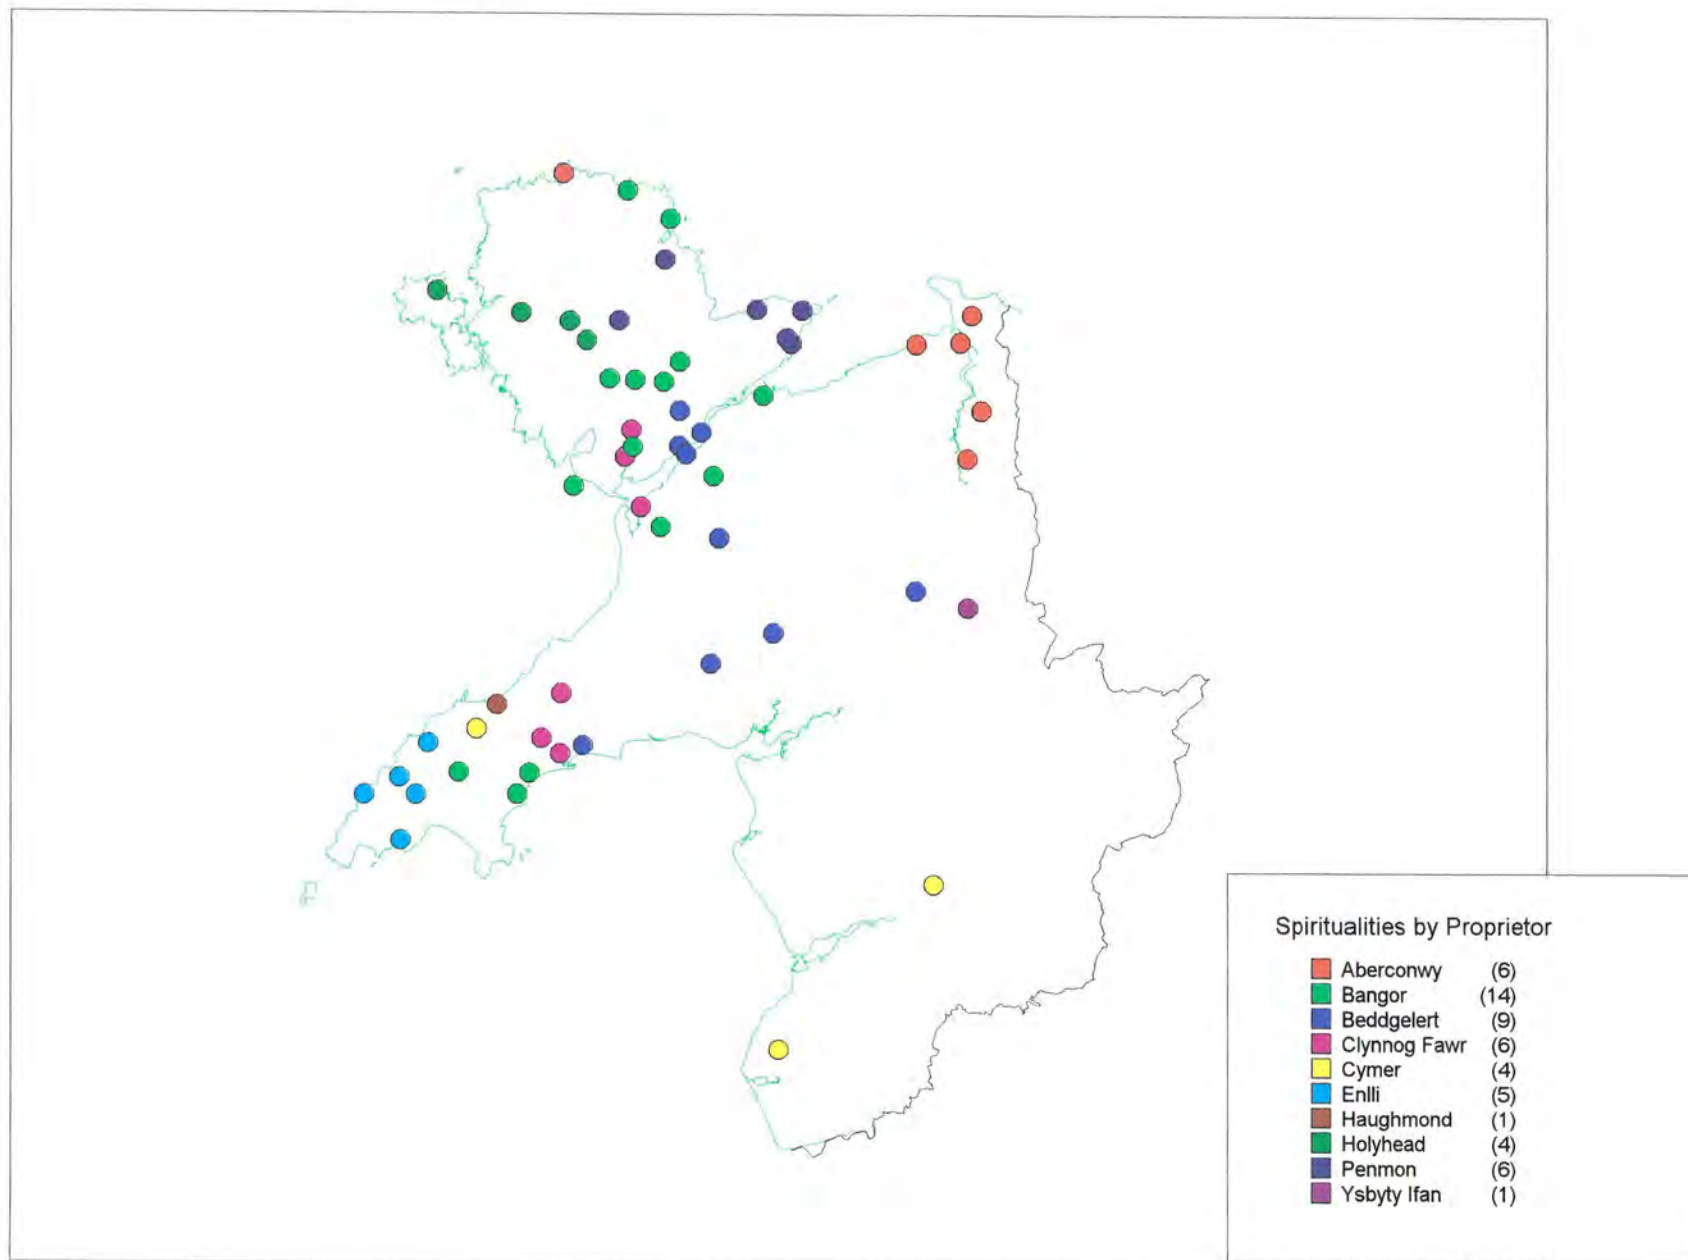 Spiritualities by Proprietor
Aberconwy (6)
Bangor (14)
Beddgelert (9)
Clynnog Fawr (6)
Cymer (4)
Enlli (5)
Haughmond (1)
Holyhead (4)
Penmon (6)
Ysbyty Ifan (1)